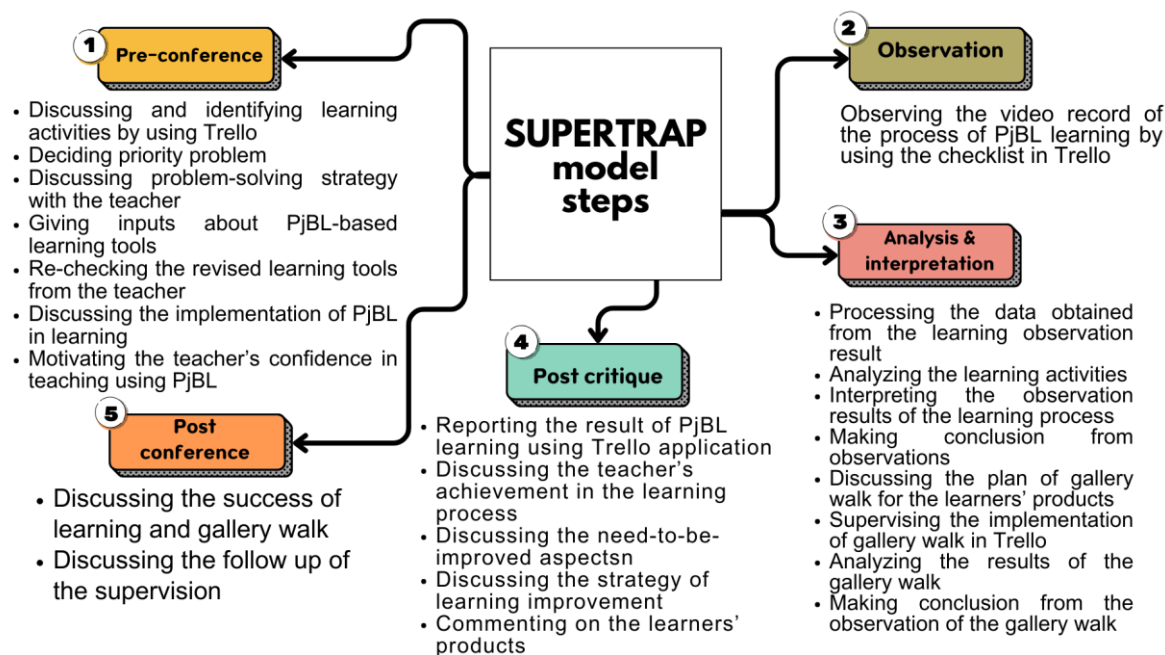 SUPERTRAP
model
steps
1
Pre-conference
• Discussing and identifying learning
activities by using Trello
• Deciding priority problem
• Discussing problem-solving strategy
with the teacher
• Giving inputs about PjBL-based
learning tools
• Re-checking the revised learning tools
from the teacher
• Discussing the implementation of PjBL
in learning
• Motivating the teacher's confidence in
teaching using PjBL
2
Observation
Observing the video record of
the process of PjBL learning by
using the checklist in Trello
3
Analysis &
interpretation
• Processing the data obtained
from the learning observation
result
• Analyzing the learning activities
• Interpreting the observation
results of the learning process
• Making conclusion from
observations
• Discussing the plan of gallery
walk for the learners' products
• Supervising the implementation
of gallery walk in Trello
• Analyzing the results of the
gallery walk
• Making conclusion from the
observation of the gallery walk
4
Post critique
• Reporting the result of PjBL
learning using Trello application
• Discussing the teacher's
achievement in the learning
process
• Discussing the need-to-be-
improved aspectsn
• Discussing the strategy of
learning improvement
• Commenting on the learners'
products
5
Post
conference
• Discussing the success of
learning and gallery walk
• Discussing the follow up of
the supervision